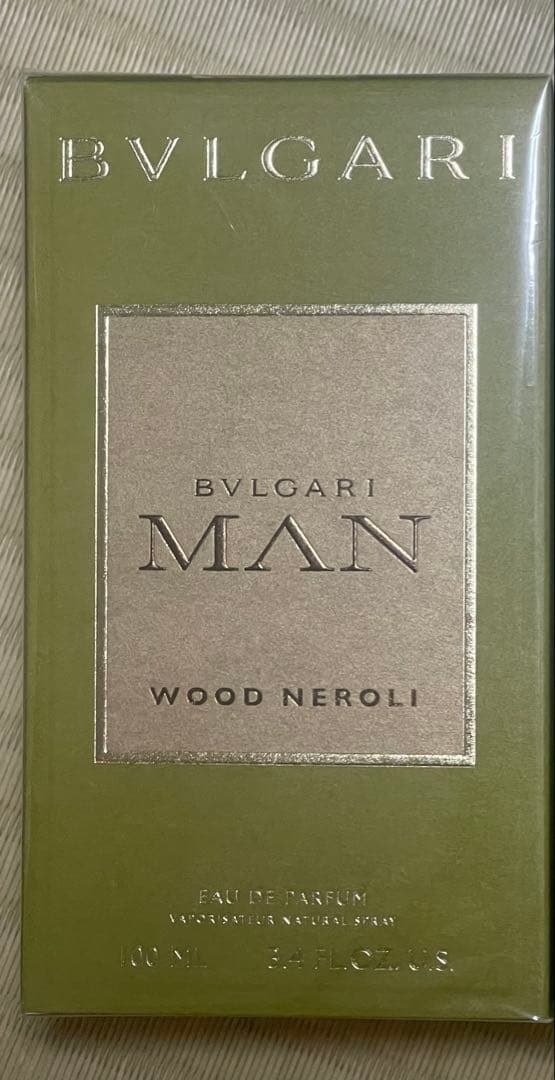 BVLGARI
BVLGARI
MAN
WOOD NEROLI
EAU DE PARFUM
VAPORISATEUR NATURAL SPRAY
100 ML 3.4 FL.OZ. U.S.